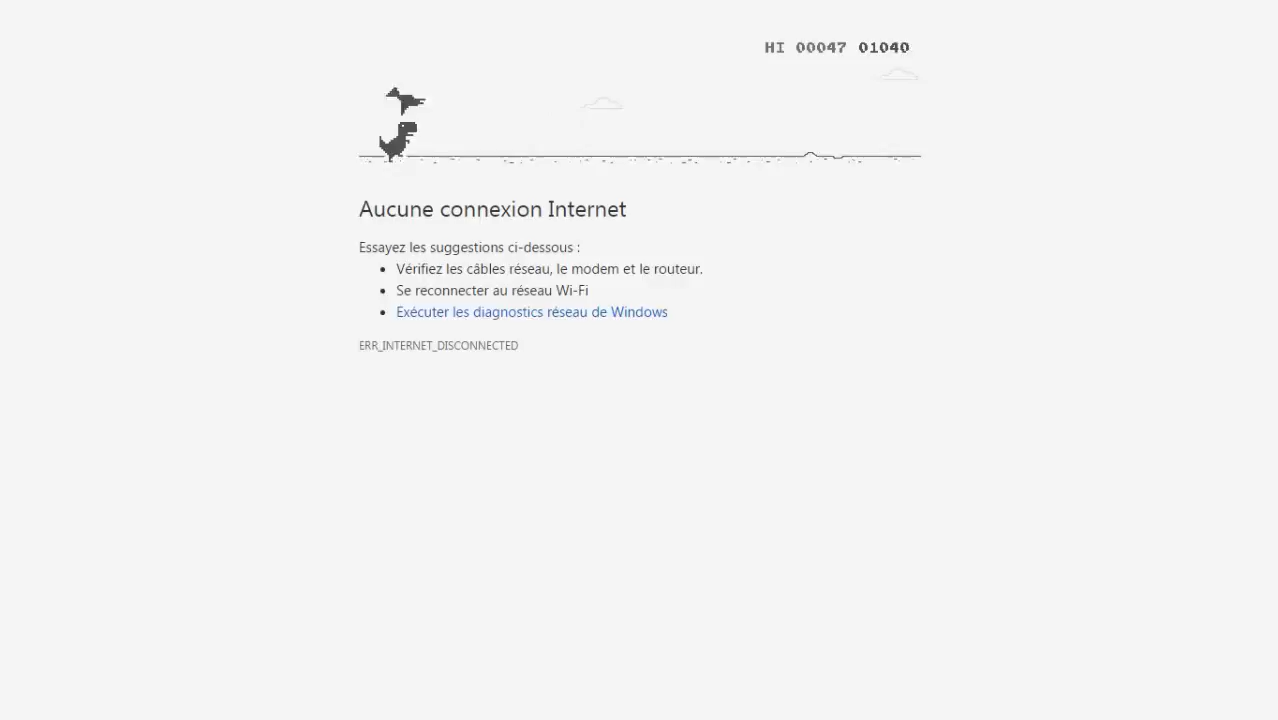 HI 00047 01040
Aucune connexion Internet
Essayez les suggestions ci-dessous :
Vérifiez les câbles réseau, le modem et le routeur.
Se reconnecter au réseau Wi-Fi
Exécuter les diagnostics réseau de Windows
ERR_INTERNET_DISCONNECTED